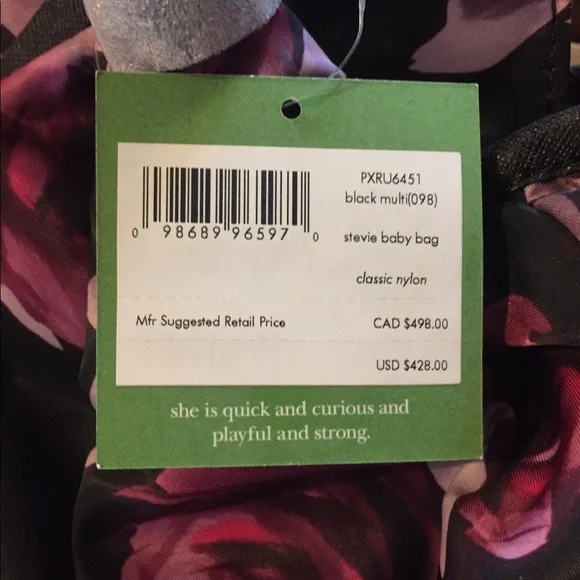 PXRU6451
black multi(098)
0 98689 96597 0
stevie baby bag
classic nylon
Mfr Suggested Retail Price CAD $498.00
USD $428.00
she is quick and curious and
playful and strong.